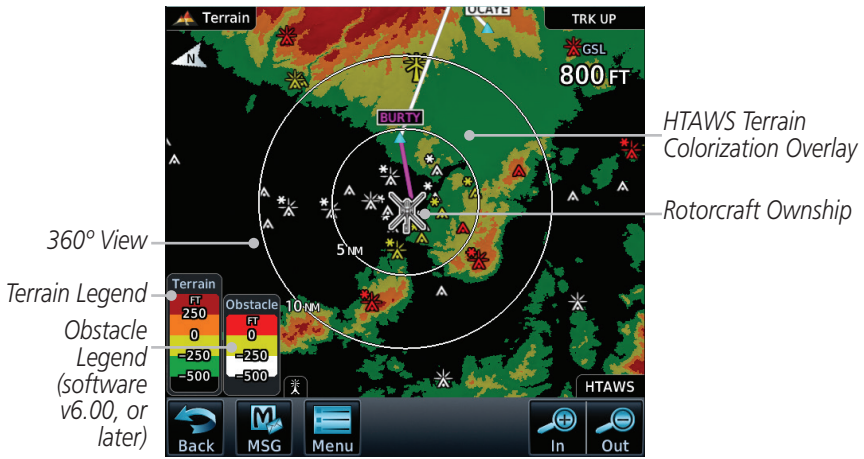 Terrain
OCAYE
TRK UP
N
GSL
800 FT
BURTY
HTAWS Terrain
Colorization Overlay
Rotorcraft Ownship
360º View
5 NM
Terrain Legend
Terrain
FT
250
0
-250
-500
Obstacle
FT
0
-250
-500
10 NM
Obstacle
Legend
(software
v6.00, or
later)
HTAWS
Back
MSG
Menu
In
Out